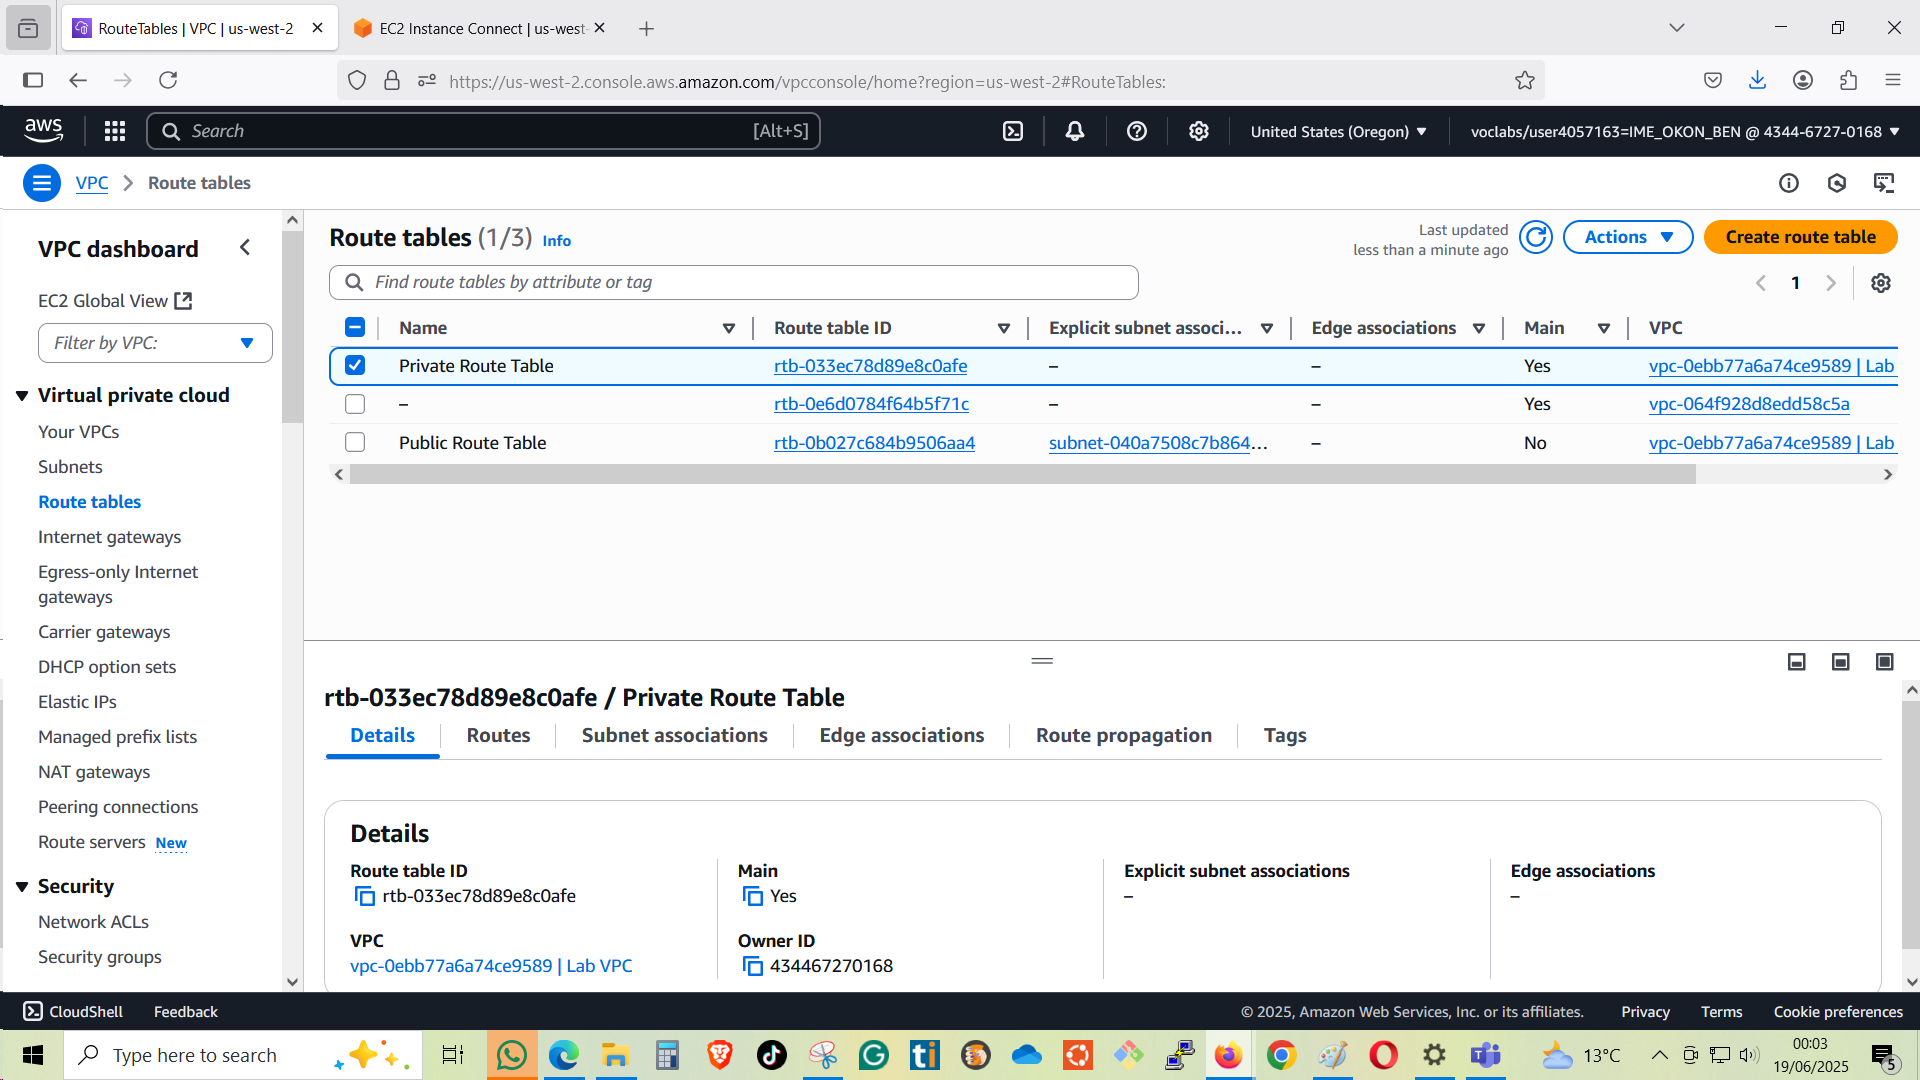 RouteTables | VPC | us-west-2
EC2 Instance Connect | us-west-
https://us-west-2.console.aws.amazon.com/vpcconsole/home?region=us-west-2#RouteTables:
aws
Search
[Alt+S]
United States (Oregon)
voclabs/user4057163=IME_OKON_BEN @ 4344-6727-0168
VPC
Route tables
VPC dashboard
EC2 Global View
Filter by VPC:
Virtual private cloud
Your VPCs
Subnets
Route tables
Internet gateways
Egress-only Internet
gateways
Carrier gateways
DHCP option sets
Elastic IPs
Managed prefix lists
NAT gateways
Peering connections
Route servers New
Security
Network ACLs
Security groups
Route tables (1/3) Info
Last updated
less than a minute ago
Actions
Create route table
Find route tables by attribute or tag
1
Name Route table ID Explicit subnet associ... Edge associations Main VPC
Private Route Table rtb-033ec78d89e8c0afe – – Yes vpc-0ebb77a6a74ce9589 | Lab
– rtb-0e6d0784f64b5f71c – – Yes vpc-064f928d8edd58c5a
Public Route Table rtb-0b027c684b9506aa4 subnet-040a7508c7b864... – No vpc-0ebb77a6a74ce9589 | Lab
rtb-033ec78d89e8c0afe / Private Route Table
Details Routes Subnet associations Edge associations Route propagation Tags
Details
Route table ID
rtb-033ec78d89e8c0afe
Main
Yes
Explicit subnet associations
–
Edge associations
–
VPC
vpc-0ebb77a6a74ce9589 | Lab VPC
Owner ID
434467270168
CloudShell Feedback
© 2025, Amazon Web Services, Inc. or its affiliates. Privacy Terms Cookie preferences
Type here to search
ti
13°C
00:03
19/06/2025
5